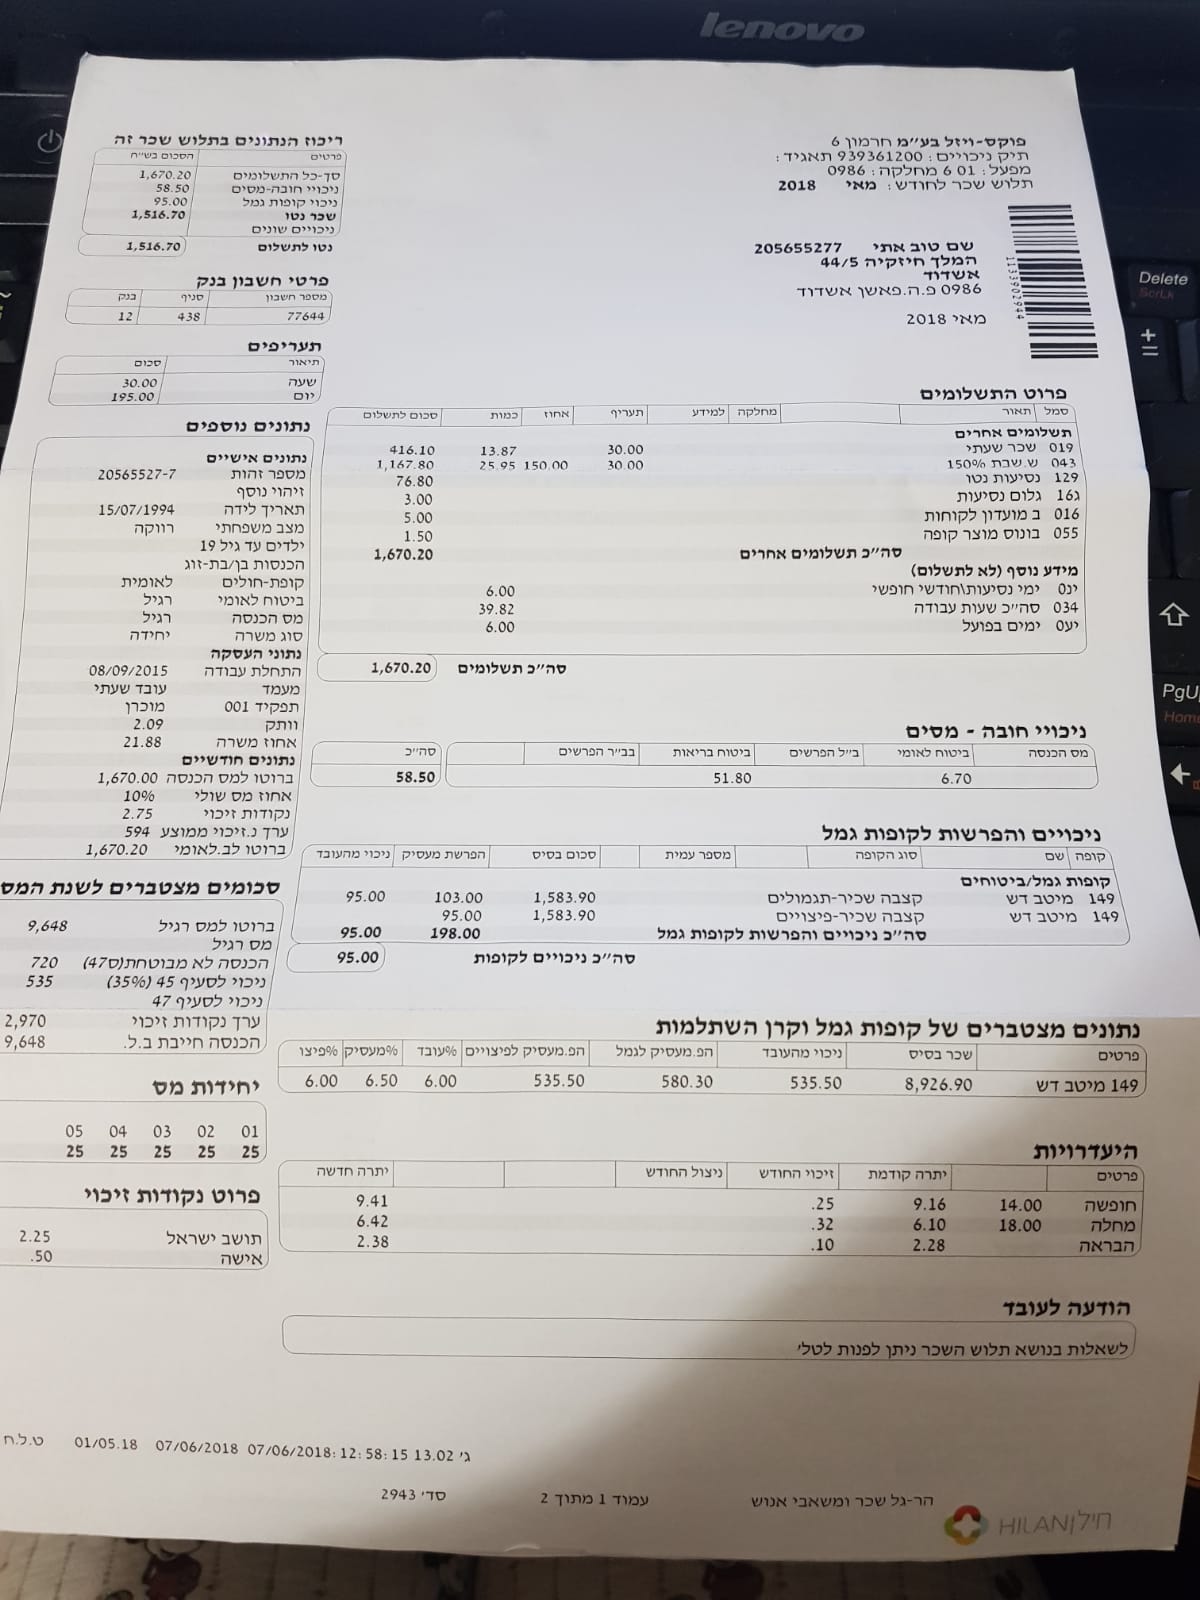 lenovo
פוקס-ויזל בע״מ חרמון 6
תיק ניכויים: 939361200 תאגיד:
מפעל: 01 6 מחלקה: 0986
תלוש שכר לחודש: מאי 2018
שם טוב אתי 205655277
המלך חיזקיה 44/5
אשדוד
0986 פ.ה.פאשן אשדוד
מאי 2018
1133902944
ריכוז הנתונים בתלוש שכר זה
פרטים הסכום בש״ח
סך-כל התשלומים 1,670.20
ניכויי חובה-מסים 58.50
ניכוי קופות גמל 95.00
שכר נטו 1,516.70
ניכויים שונים
נטו לתשלום 1,516.70
פרטי חשבון בנק
מספר חשבון סניף בנק
77644 438 12
תעריפים
תיאור סכום
שעה 30.00
יום 195.00
פרוט התשלומים
סמל תאור מחלקה למידע תעריף אחוז כמות סכום לתשלום
תשלומים אחרים
019 שכר שעתי 30.00 13.87 416.10
043 ש.שבת 150% 30.00 150.00 25.95 1,167.80
129 נסיעות נטו 76.80
ג16 גלום נסיעות 3.00
016 ב מועדון לקוחות 5.00
055 בונוס מוצר קופה 1.50
סה״כ תשלומים אחרים 1,670.20
מידע נוסף (לא לתשלום)
ינ0 ימי נסיעות\חודשי חופשי 6.00
034 סה״כ שעות עבודה 39.82
יע0 ימים בפועל 6.00
סה״כ תשלומים 1,670.20
נתונים נוספים
נתונים אישיים
מספר זהות 20565527-7
זיהוי נוסף
תאריך לידה 15/07/1994
מצב משפחתי רווקה
ילדים עד גיל 19
הכנסות בן/בת-זוג
קופת-חולים לאומית
ביטוח לאומי רגיל
מס הכנסה רגיל
סוג משרה יחידה
נתוני העסקה
התחלת עבודה 08/09/2015
מעמד עובד שעתי
תפקיד 001 מוכרן
וותק 2.09
אחוז משרה 21.88
נתונים חודשיים
ברוטו למס הכנסה 1,670.00
אחוז מס שולי 10%
נקודות זיכוי 2.75
ערך נ.זיכוי ממוצע 594
ברוטו לב.לאומי 1,670.20
ניכויי חובה - מסים
מס הכנסה ביטוח לאומי ב״ל הפרשים ביטוח בריאות בב״ר הפרשים סה״כ
6.70 51.80 58.50
ניכויים והפרשות לקופות גמל
קופה שם סוג הקופה מספר עמית סכום בסיס הפרשת מעסיק ניכוי מהעובד
קופות גמל/ביטוחים
149 מיטב דש קצבה שכיר-תגמולים 1,583.90 103.00 95.00
149 מיטב דש קצבה שכיר-פיצויים 1,583.90 95.00
סה״כ ניכויים והפרשות לקופות גמל 198.00 95.00
סה״כ ניכויים לקופות 95.00
סכומים מצטברים לשנת המס
ברוטו למס רגיל 9,648
מס רגיל
הכנסה לא מבוטחת(ס47) 720
ניכוי לסעיף 45 (35%) 535
ניכוי לסעיף 47
ערך נקודות זיכוי 2,970
הכנסה חייבת ב.ל. 9,648
נתונים מצטברים של קופות גמל וקרן השתלמות
פרטים שכר בסיס ניכוי מהעובד הפ.מעסיק לגמל הפ.מעסיק לפיצויים %עובד %מעסיק %פיצו
149 מיטב דש 8,926.90 535.50 580.30 535.50 6.00 6.50 6.00
יחידות מס
01 02 03 04 05
25 25 25 25 25
היעדרויות
פרטים יתרה קודמת זיכוי החודש ניצול החודש יתרה חדשה
חופשה 14.00 9.16 .25 9.41
מחלה 18.00 6.10 .32 6.42
הבראה 2.28 .10 2.38
פרוט נקודות זיכוי
תושב ישראל 2.25
אישה .50
הודעה לעובד
לשאלות בנושא תלוש השכר ניתן לפנות לטל׳
ג׳ 13.02 15:58:12:07/06/2018 07/06/2018 01/05.18 ט.ל.ח
הר-גל שכר ומשאבי אנוש עמוד 1 מתוך 2 סד׳ 2943
חילן HILAN
Delete
ScrLk
+
=
PgU
Home